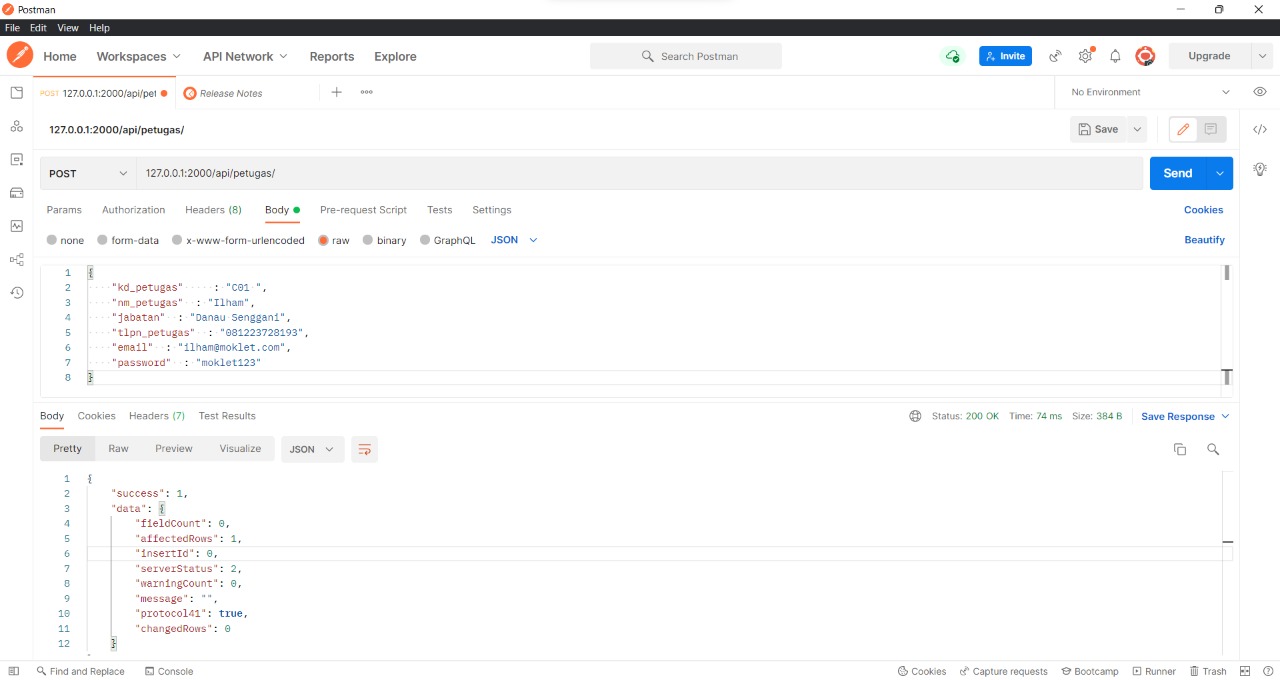 Postman
File Edit View Help
Home Workspaces API Network Reports Explore Search Postman Invite Upgrade
POST 127.0.0.1:2000/api/pet Release Notes No Environment
127.0.0.1:2000/api/petugas/ Save
POST 127.0.0.1:2000/api/petugas/ Send
Params Authorization Headers (8) Body Pre-request Script Tests Settings Cookies
none form-data x-www-form-urlencoded raw binary GraphQL JSON Beautify
1 {
2 "kd_petugas" : "C01 ",
3 "nm_petugas" : "Ilham",
4 "jabatan" : "Danau Senggani",
5 "tlpn_petugas" : "081223728193",
6 "email" : "ilham@moklet.com",
7 "password" : "moklet123"
8 }
Body Cookies Headers (7) Test Results Status: 200 OK Time: 74 ms Size: 384 B Save Response
Pretty Raw Preview Visualize JSON
1 {
2 "success": 1,
3 "data": {
4 "fieldCount": 0,
5 "affectedRows": 1,
6 "insertId": 0,
7 "serverStatus": 2,
8 "warningCount": 0,
9 "message": "",
10 "protocol41": true,
11 "changedRows": 0
12 }
Find and Replace Console Cookies Capture requests Bootcamp Runner Trash